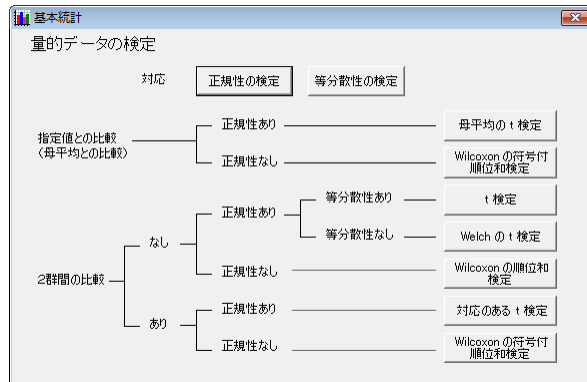 基本統計
量的データの検定
対応 正規性の検定 等分散性の検定
正規性あり 母平均の t 検定
指定値との比較
(母平均との比較)
正規性なし Wilcoxon の符号付
順位和検定
等分散性あり t 検定
正規性あり
なし 等分散性なし Welch の t 検定
正規性なし Wilcoxon の順位和
検定
2群間の比較
正規性あり 対応のある t 検定
あり
正規性なし Wilcoxon の符号付
順位和検定